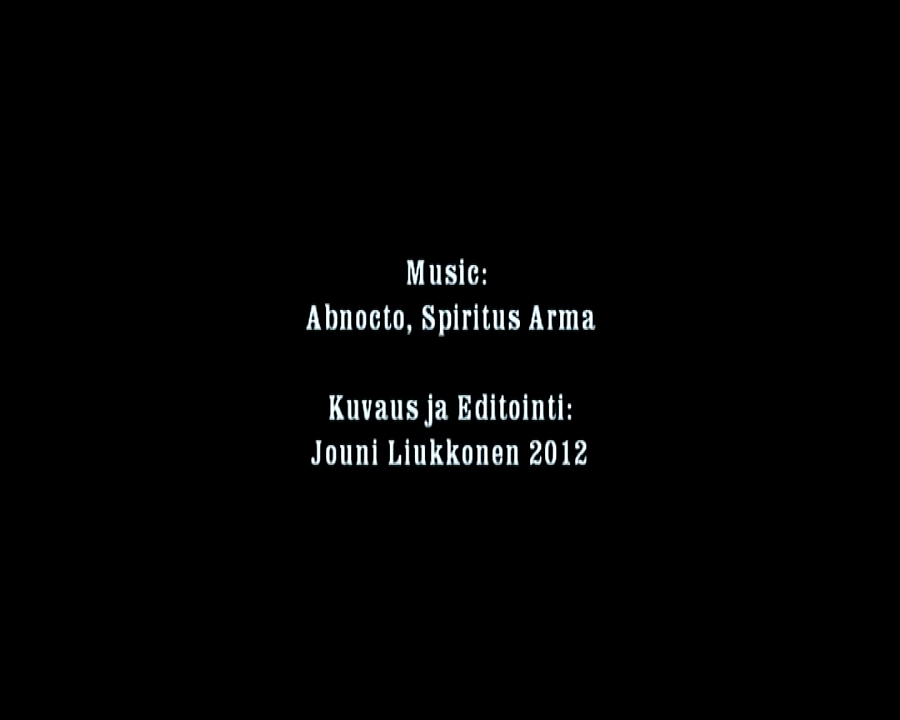 Music:
Abnocto, Spiritus Arma
Kuvaus ja Editointi:
Jouni Liukkonen 2012